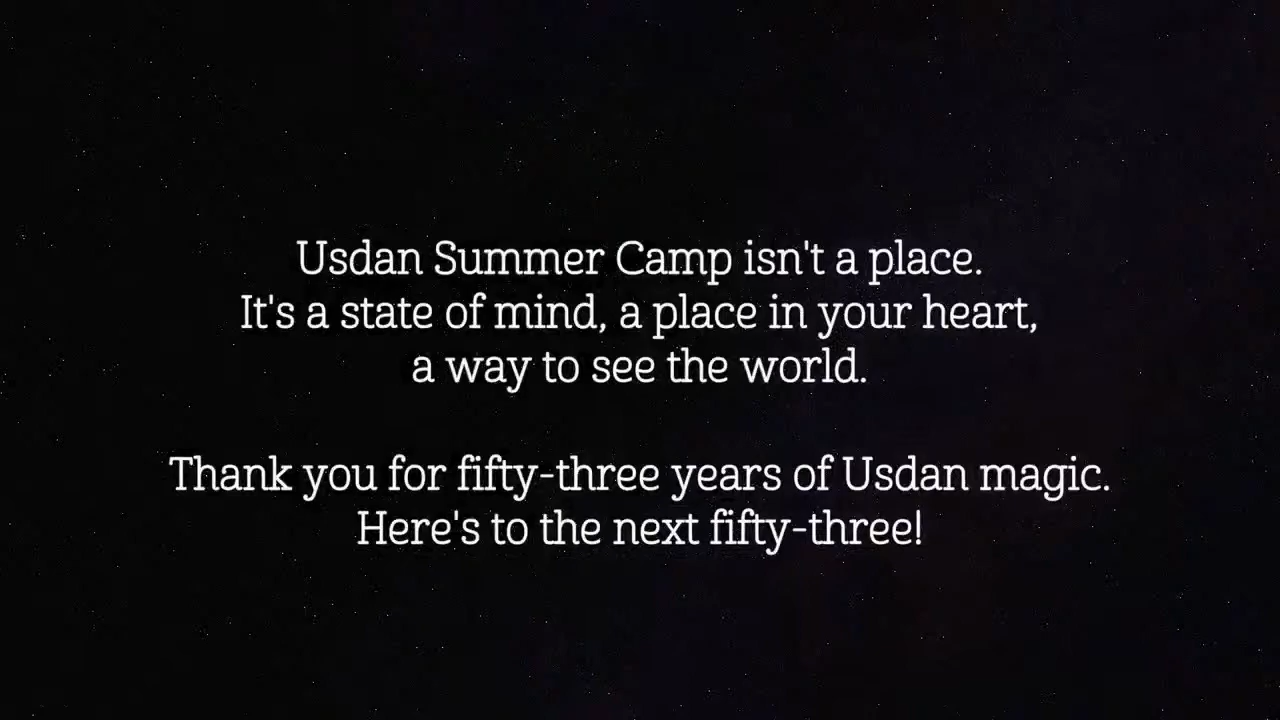 Usdan Summer Camp isn't a place.
It's a state of mind, a place in your heart,
a way to see the world.
Thank you for fifty-three years of Usdan magic.
Here's to the next fifty-three!